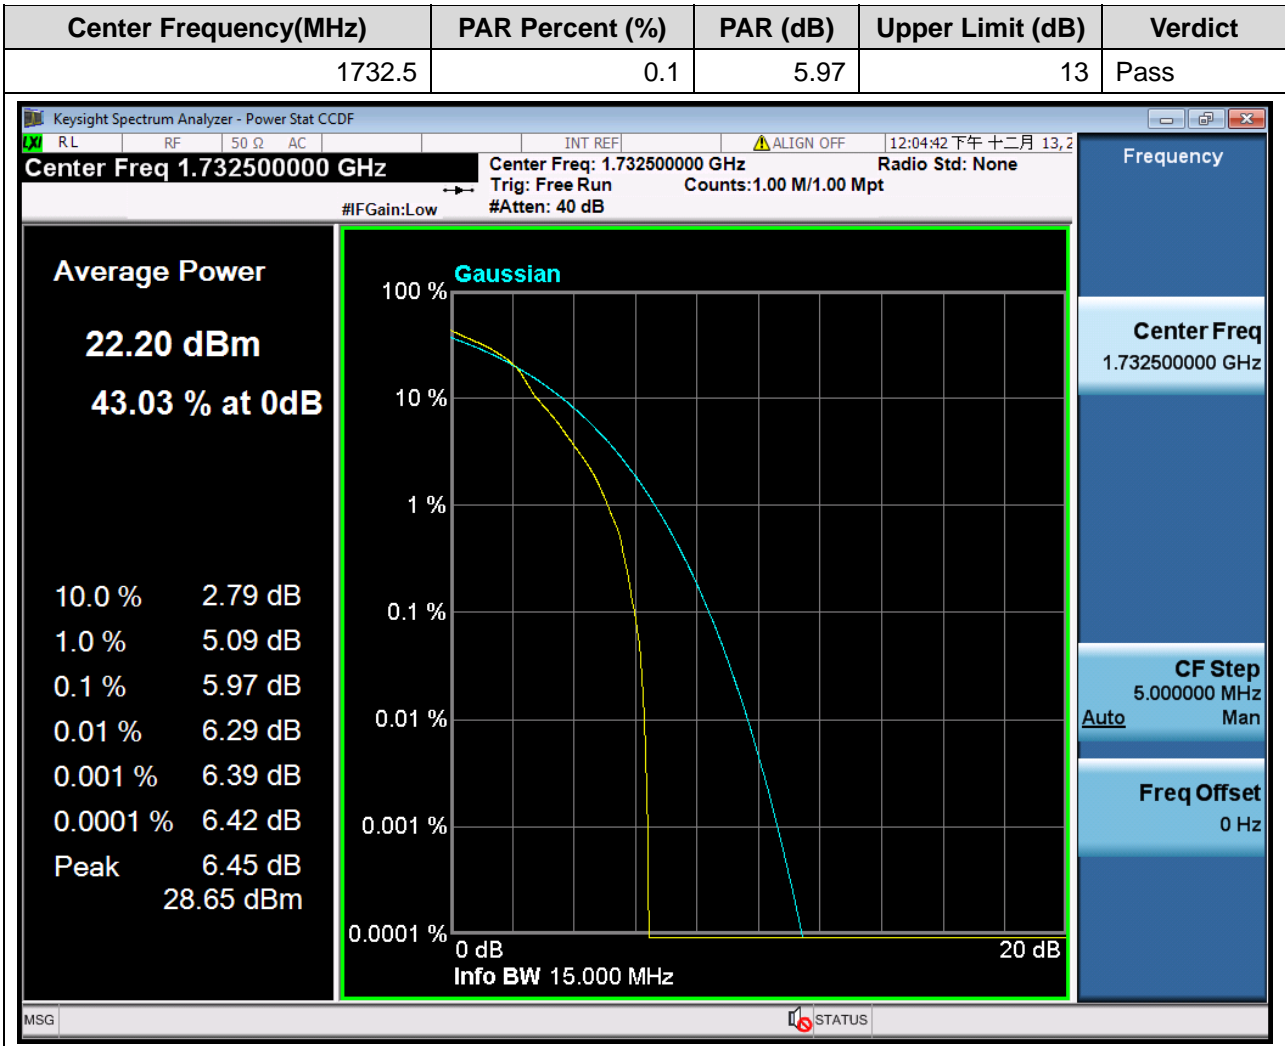 Center Frequency(MHz) PAR Percent (%) PAR (dB) Upper Limit (dB) Verdict
1732.5 0.1 5.97 13 Pass
Keysight Spectrum Analyzer - Power Stat CCDF
LXI RL RF 50 Ω AC INT REF ALIGN OFF 12:04:42 下午 十二月 13, 2
Center Freq 1.732500000 GHz
Center Freq: 1.732500000 GHz Radio Std: None
Trig: Free Run Counts:1.00 M/1.00 Mpt
#IFGain:Low #Atten: 40 dB
Average Power
22.20 dBm
43.03 % at 0dB
10.0 % 2.79 dB
1.0 % 5.09 dB
0.1 % 5.97 dB
0.01 % 6.29 dB
0.001 % 6.39 dB
0.0001 % 6.42 dB
Peak 6.45 dB
28.65 dBm
Gaussian
100 %
10 %
1 %
0.1 %
0.01 %
0.001 %
0.0001 %
0 dB 20 dB
Info BW 15.000 MHz
Frequency
Center Freq
1.732500000 GHz
CF Step
5.000000 MHz
Auto Man
Freq Offset
0 Hz
MSG STATUS